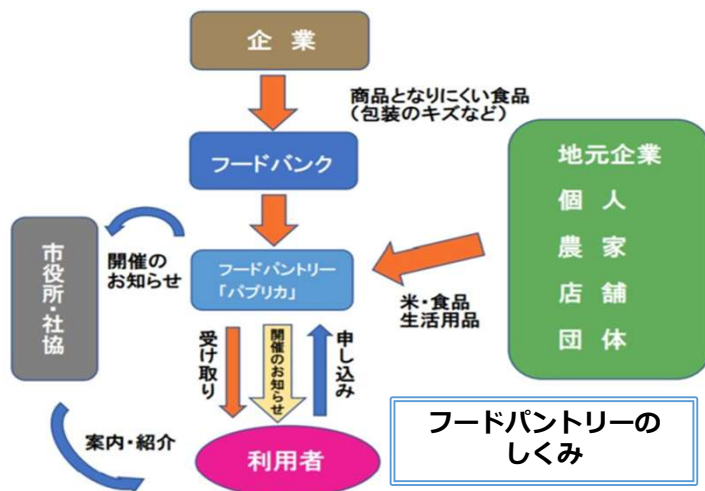 企 業
商品となりにくい食品
（包装のキズなど）
フードバンク
地元企業
個 人
農 家
店 舗
団 体
市役所・社協
開催の
お知らせ
フードパントリー
「パプリカ」
米・食品
生活用品
受け取り
開催のお知らせ
申し込み
案内・紹介
利用者
フードパントリーの
しくみ